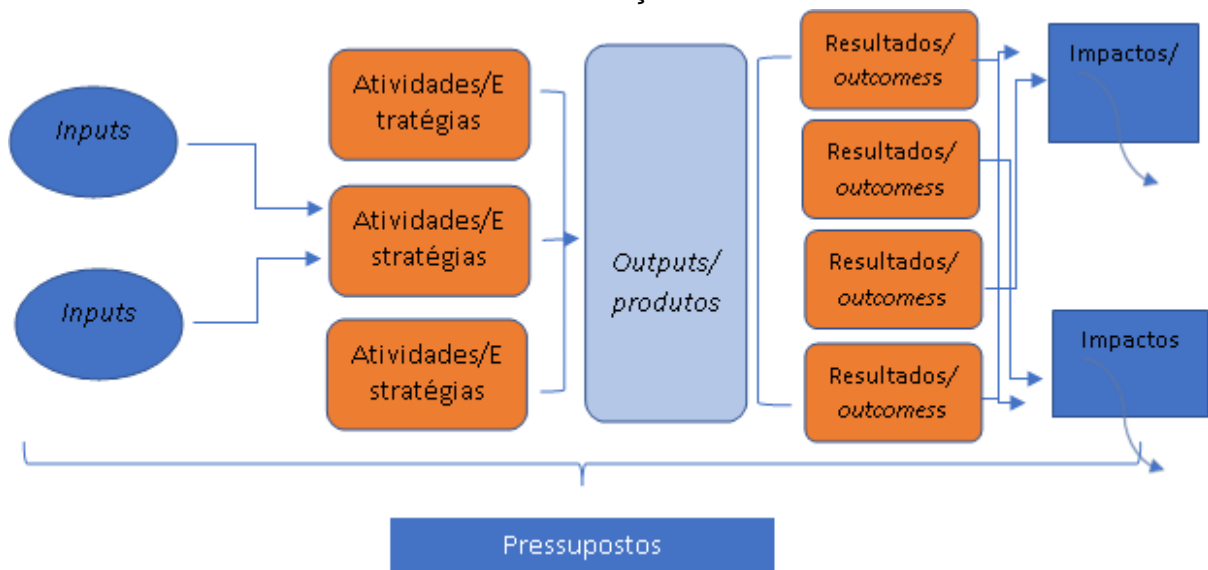 Inputs
Inputs
Atividades/E
tratégias
Atividades/E
stratégias
Atividades/E
stratégias
Outputs/
produtos
Resultados/
outcomess
Resultados/
outcomess
Resultados/
outcomess
Resultados/
outcomess
Impactos/
Impactos
Pressupostos